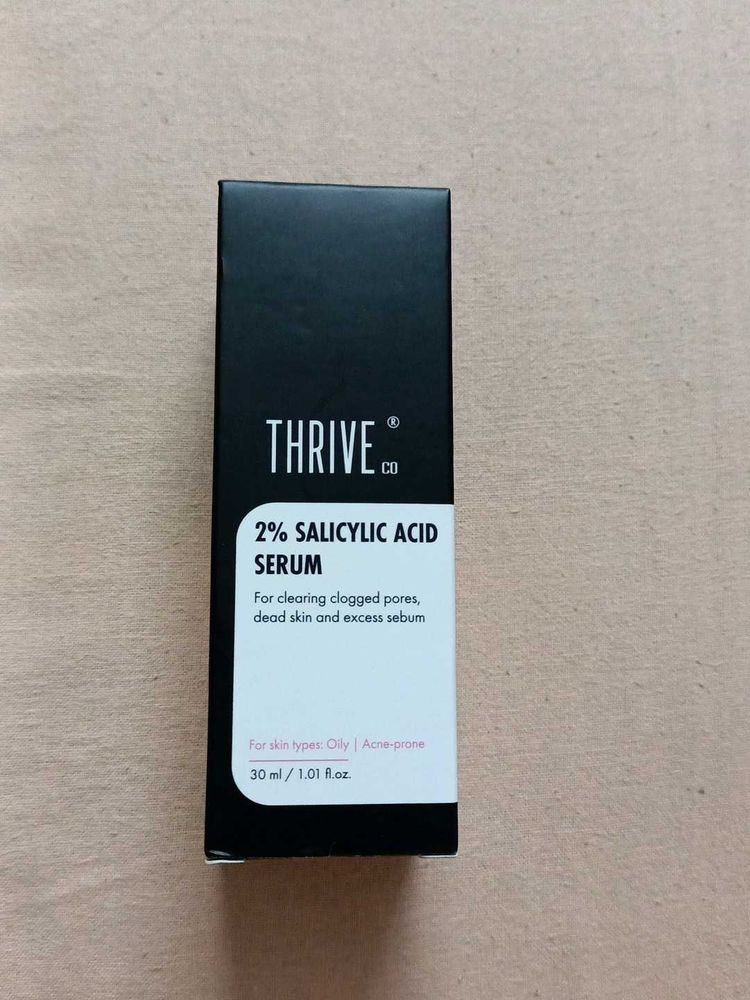 THRIVE CO ®
2% SALICYLIC ACID
SERUM
For clearing clogged pores,
dead skin and excess sebum
For skin types: Oily | Acne-prone
30 ml / 1.01 fl.oz.